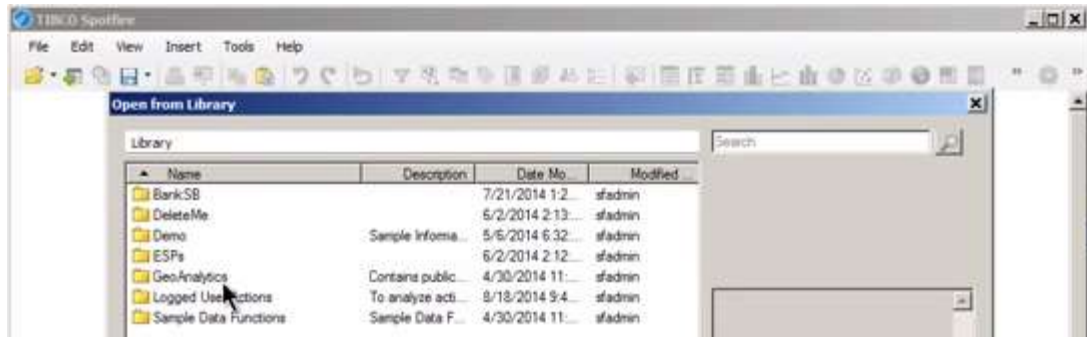 TIBCO Spotfire
File Edit View Insert Tools Help
Open from Library
Library
Search
Name Description Date Mo... Modified ...
BankSB 7/21/2014 1:2... sfadmin
DeleteMe 6/2/2014 2:13:... sfadmin
Demo Sample Informa... 5/6/2014 6:32:... sfadmin
ESPs 6/2/2014 2:12:... sfadmin
GeoAnalytics Contains public... 4/30/2014 11:... sfadmin
Logged User Actions To analyze acti... 8/18/2014 9:4... sfadmin
Sample Data Functions Sample Data F... 4/30/2014 11:... sfadmin